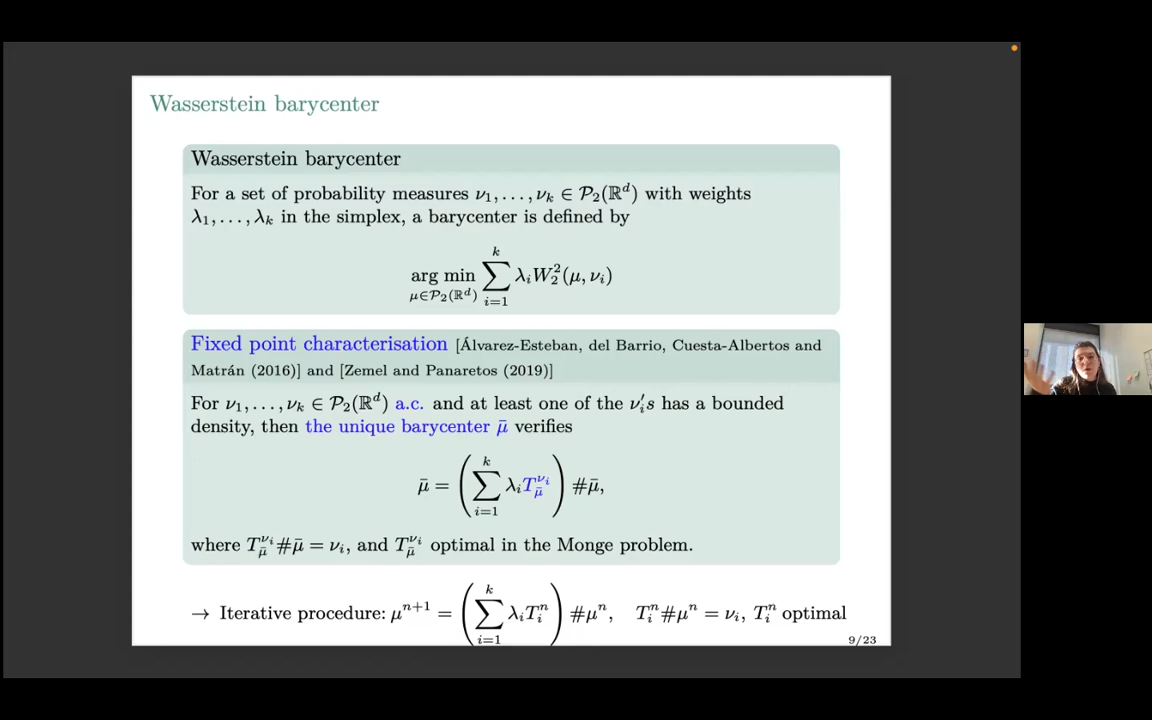 Wasserstein barycenter
Wasserstein barycenter
For a set of probability measures ν₁, . . . , νₖ ∈ 𝒫₂(ℝᵈ) with weights
λ₁, . . . , λₖ in the simplex, a barycenter is defined by
arg min_{μ∈𝒫₂(ℝᵈ)} ∑_{i=1}^{k} λᵢW₂²(μ, νᵢ)
Fixed point characterisation [Álvarez-Esteban, del Barrio, Cuesta-Albertos and
Matrán (2016)] and [Zemel and Panaretos (2019)]
For ν₁, . . . , νₖ ∈ 𝒫₂(ℝᵈ) a.c. and at least one of the ν′ᵢs has a bounded
density, then the unique barycenter μ̄ verifies
μ̄ = (∑_{i=1}^{k} λᵢT_{μ̄}^{νᵢ}) #μ̄,
where T_{μ̄}^{νᵢ}#μ̄ = νᵢ, and T_{μ̄}^{νᵢ} optimal in the Monge problem.
→ Iterative procedure: μⁿ⁺¹ = (∑_{i=1}^{k} λᵢTᵢⁿ) #μⁿ, Tᵢⁿ#μⁿ = νᵢ, Tᵢⁿ optimal
9/23